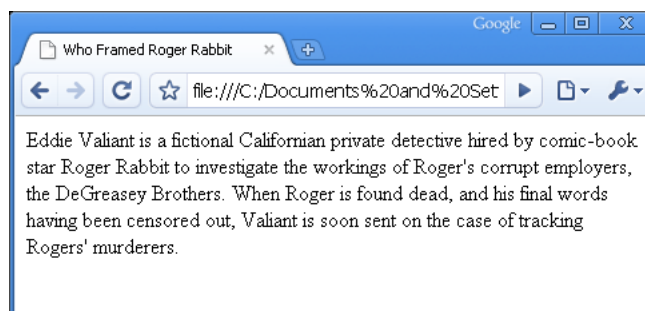 Google
Who Framed Roger Rabbit
file:///C:/Documents%20and%20Set
Eddie Valiant is a fictional Californian private detective hired by comic-book
star Roger Rabbit to investigate the workings of Roger's corrupt employers,
the DeGreasey Brothers. When Roger is found dead, and his final words
having been censored out, Valiant is soon sent on the case of tracking
Rogers' murderers.